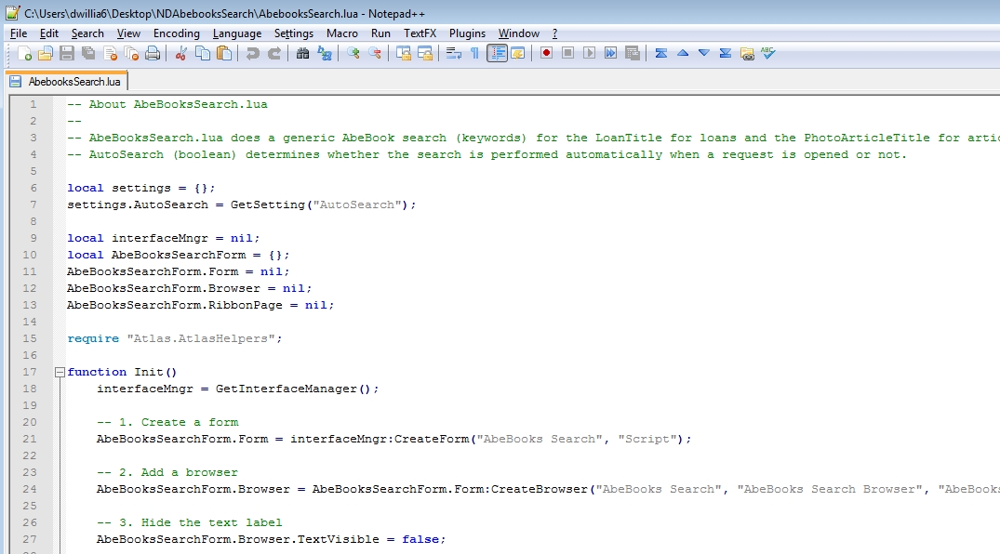 C:\Users\dwillia6\Desktop\NDAbebooksSearch\AbebooksSearch.lua - Notepad++
File Edit Search View Encoding Language Settings Macro Run TextFX Plugins Window ?
ABC
AbebooksSearch.lua
1 -- About AbeBooksSearch.lua
2 --
3 -- AbeBooksSearch.lua does a generic AbeBook search (keywords) for the LoanTitle for loans and the PhotoArticleTitle for
4 -- AutoSearch (boolean) determines whether the search is performed automatically when a request is opened or not.
5
6 local settings = {};
7 settings.AutoSearch = GetSetting("AutoSearch");
8
9 local interfaceMngr = nil;
10 local AbeBooksSearchForm = {};
11 AbeBooksSearchForm.Form = nil;
12 AbeBooksSearchForm.Browser = nil;
13 AbeBooksSearchForm.RibbonPage = nil;
14
15 require "Atlas.AtlasHelpers";
16
17 function Init()
18 interfaceMngr = GetInterfaceManager();
19
20 -- 1. Create a form
21 AbeBooksSearchForm.Form = interfaceMngr:CreateForm("AbeBooks Search", "Script");
22
23 -- 2. Add a browser
24 AbeBooksSearchForm.Browser = AbeBooksSearchForm.Form:CreateBrowser("AbeBooks Search", "AbeBooks Search Browser", "AbeBooks
25
26 -- 3. Hide the text label
27 AbeBooksSearchForm.Browser.TextVisible = false;